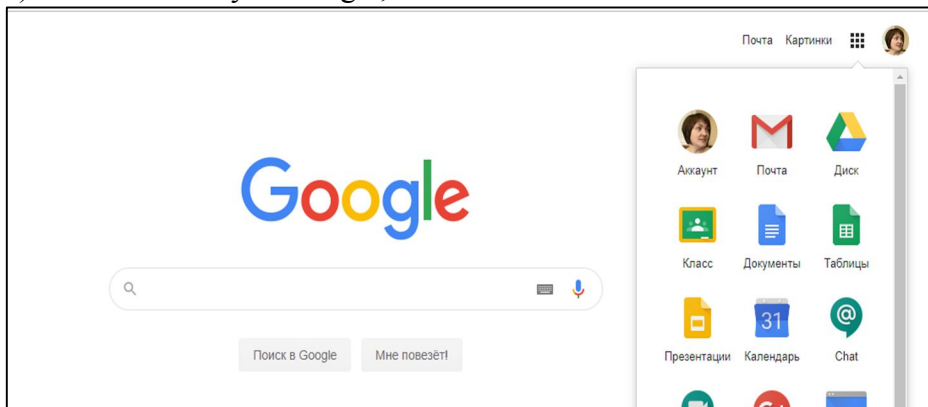 Почта Картинки
Аккаунт Почта Диск
Google
Класс Документы Таблицы
31
Презентации Календарь Chat
Поиск в Google Мне повезёт!
G+